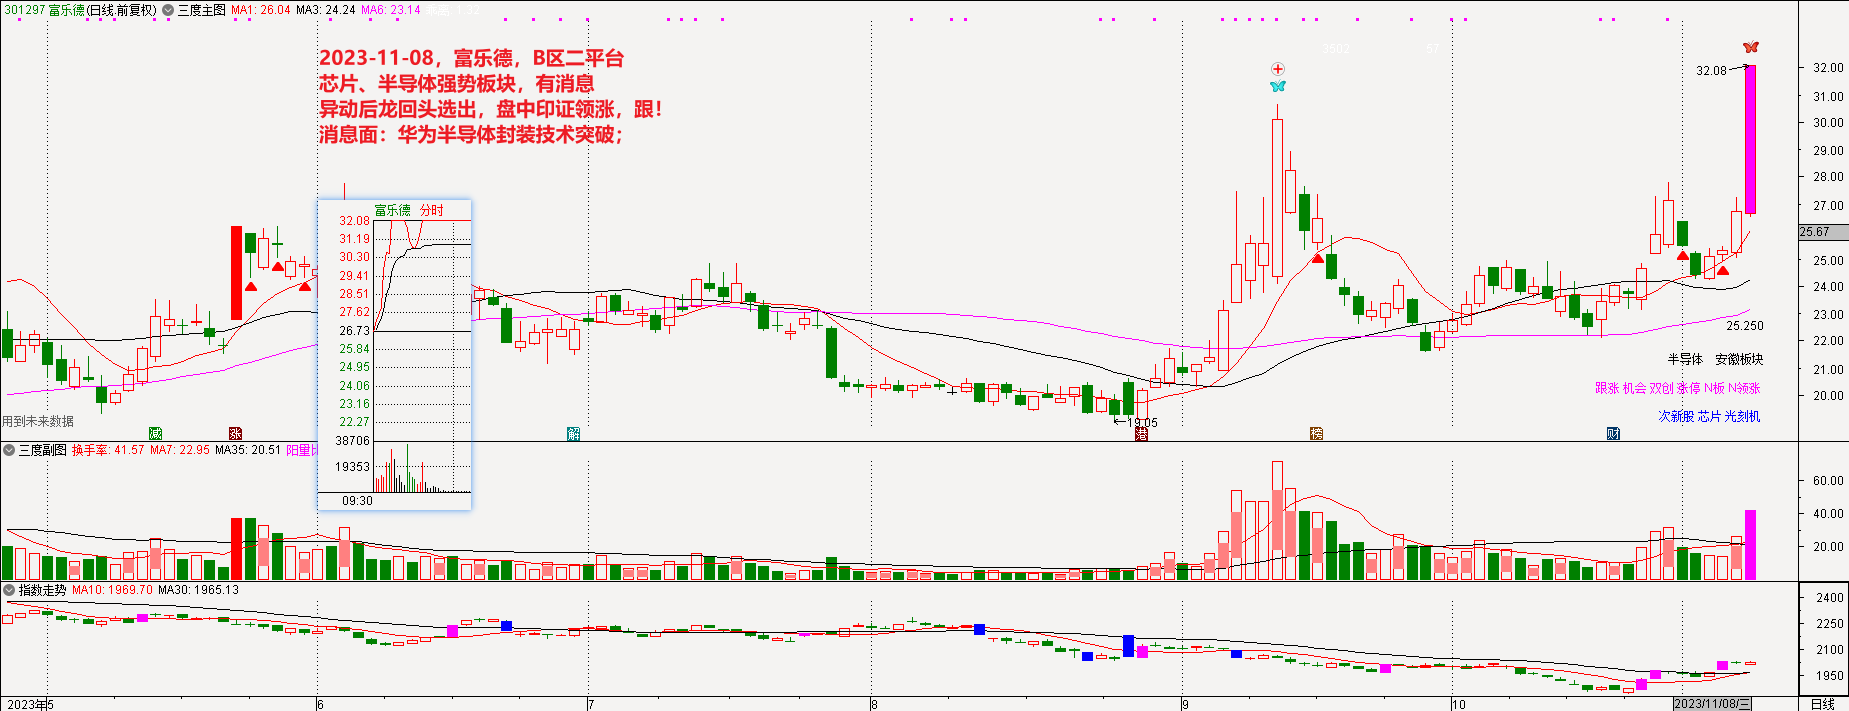 301297 富乐德(日线.前复权) 三度主图 MA1: 26.04 MA3: 24.24 MA6: 23.14
2023-11-08，富乐德，B区二平台
芯片、半导体强势板块，有消息
异动后龙回头选出，盘中印证领涨，跟！
消息面：华为半导体封装技术突破；
3502
57
32.08
32.00
31.00
30.00
29.00
28.00
27.00
25.67
25.00
24.00
23.00
22.00
21.00
20.00
富乐德 分时
32.08
31.19
30.30
29.41
28.51
27.62
26.73
25.84
24.95
24.06
23.16
22.27
38706
19353
09:30
25.250
半导体 安徽板块
跟涨 机会 双创 涨停 N板 N领涨
次新股 芯片 光刻机
←19.05
用到未来数据
减 涨 解 港 榜 财
三度副图 换手率: 41.57 MA7: 22.95 MA35: 20.51 阳量比
60.00
40.00
20.00
指数走势 MA10: 1969.70 MA30: 1965.13
2400
2250
2100
1950
2023年5 6 7 8 9 10 2023/11/08/三 日线